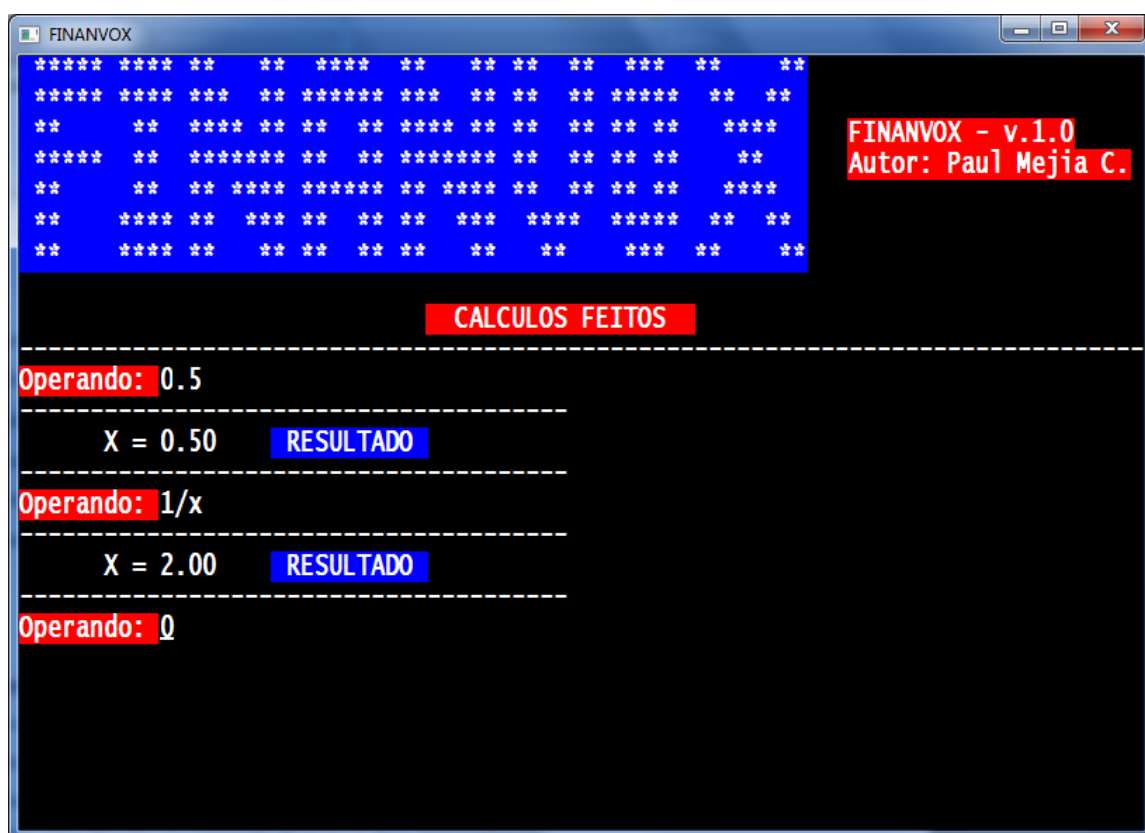 FINANVOX
FINANVOX - v.1.0
Autor: Paul Mejia C.
CALCULOS FEITOS
Operando: 0.5
X = 0.50 RESULTADO
Operando: 1/x
X = 2.00 RESULTADO
Operando: 0